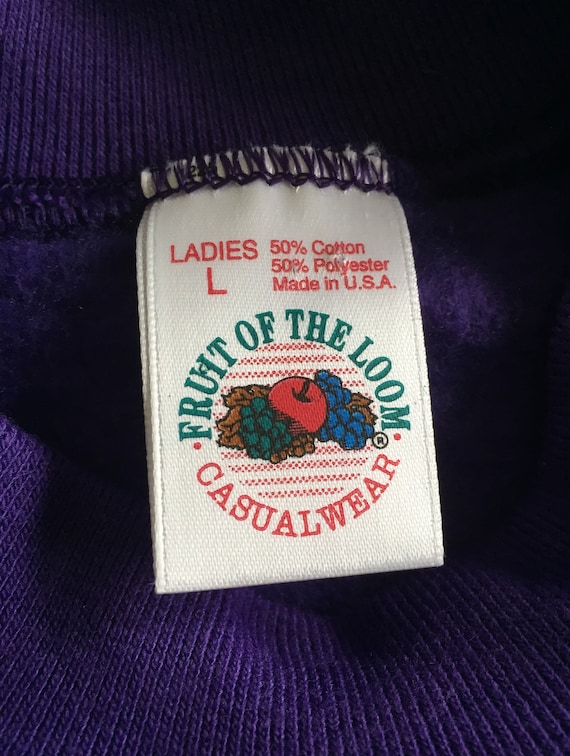 LADIES
L
50% Cotton
50% Polyester
Made in U.S.A.
FRUIT OF THE LOOM
®
CASUALWEAR